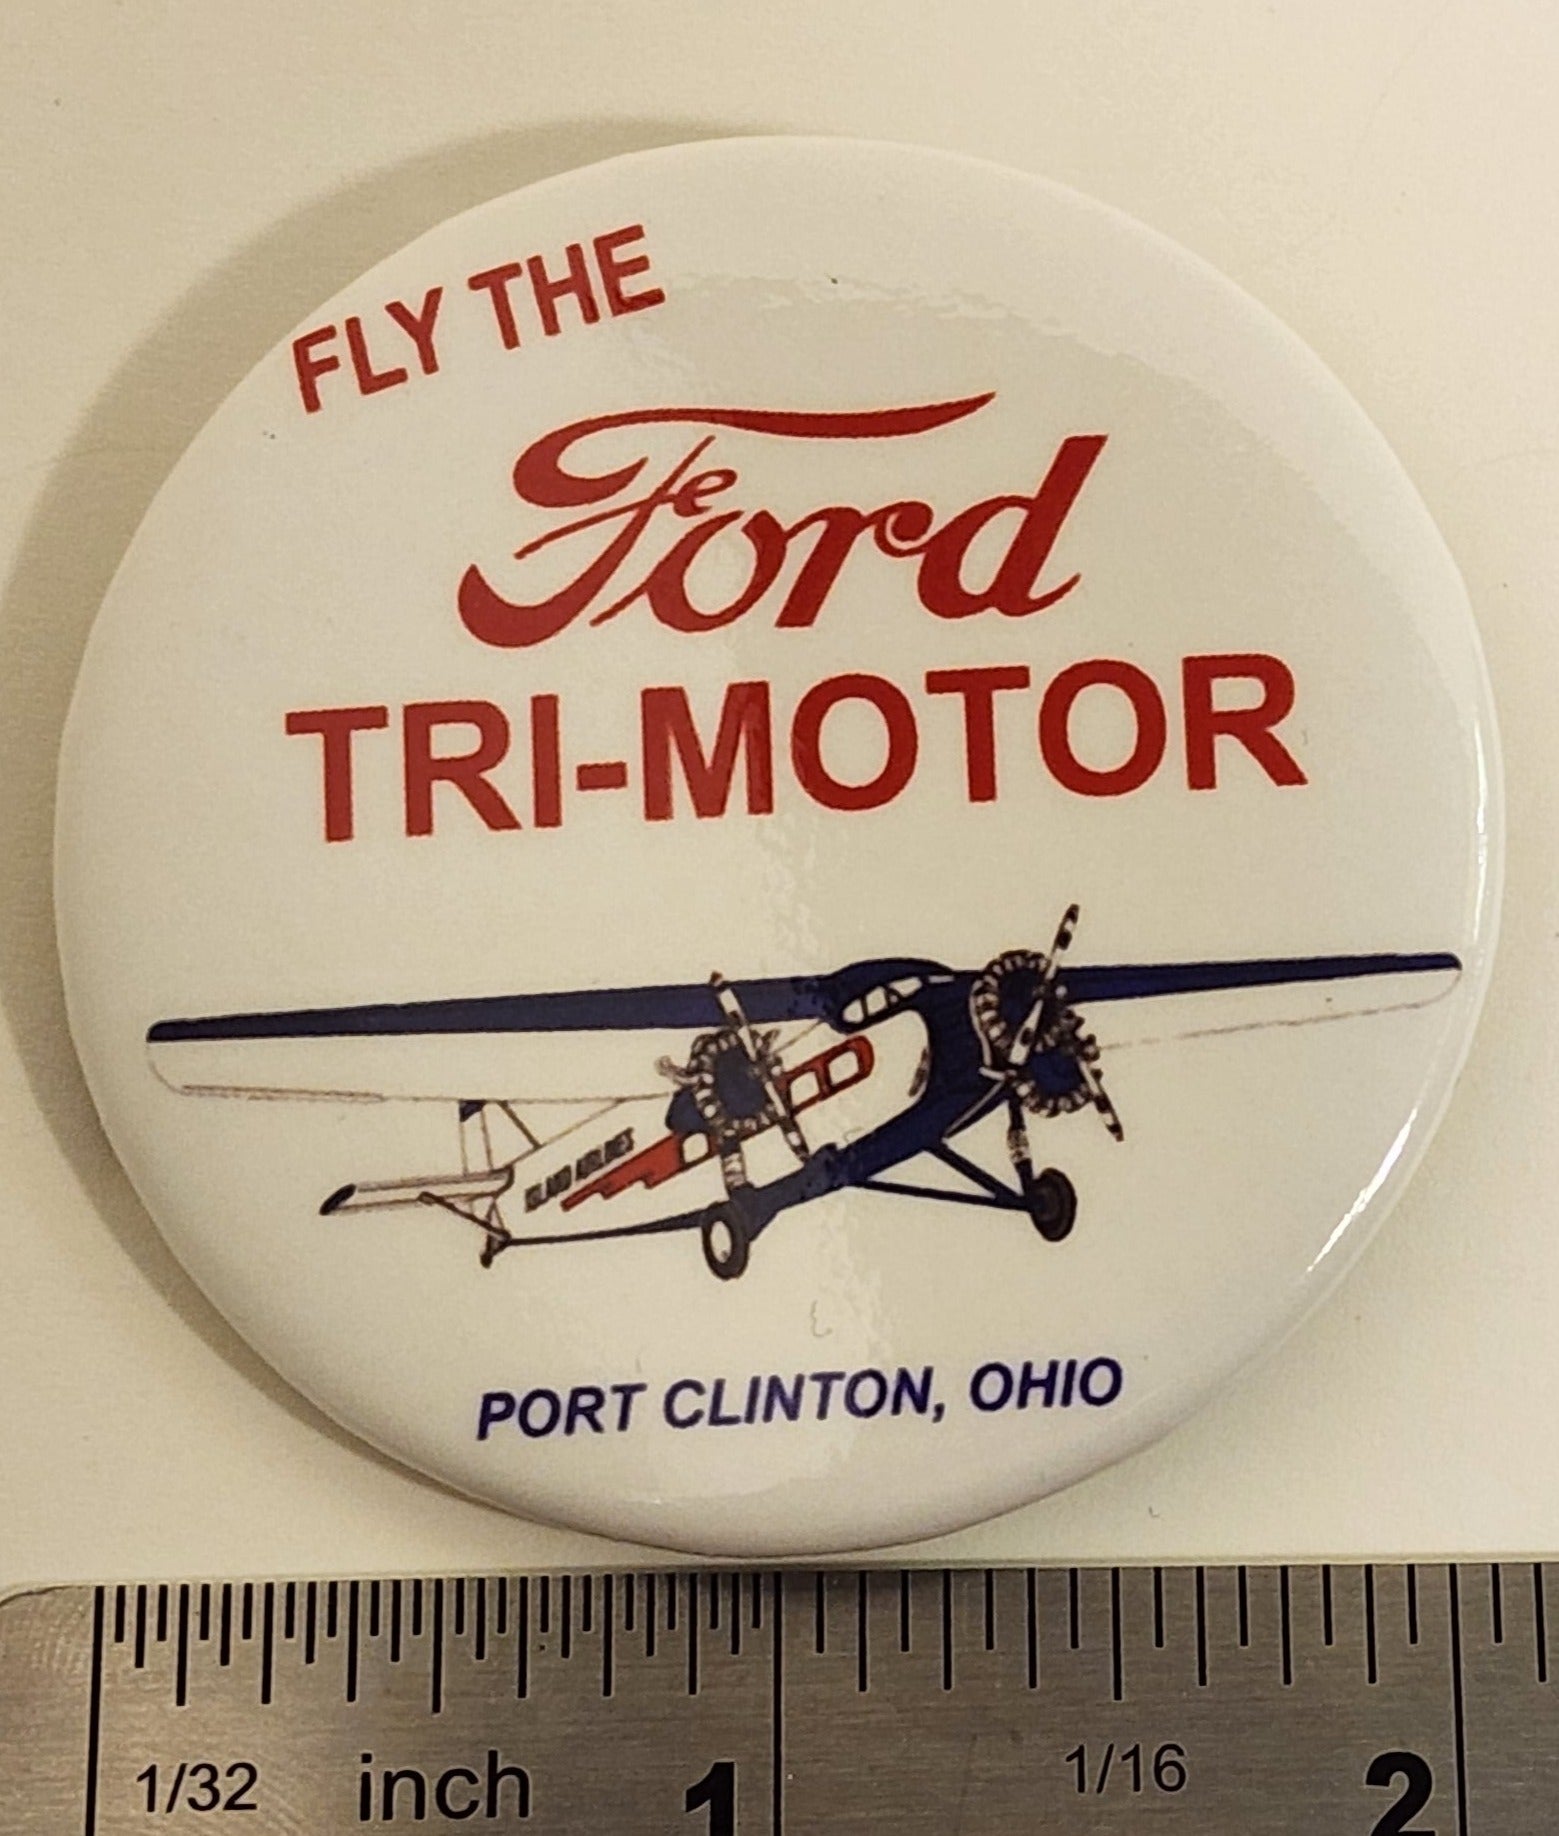 FLY THE
Ford
TRI-MOTOR
ISLAND AIRLINES
PORT CLINTON, OHIO
1/32 inch 1 1/16 2